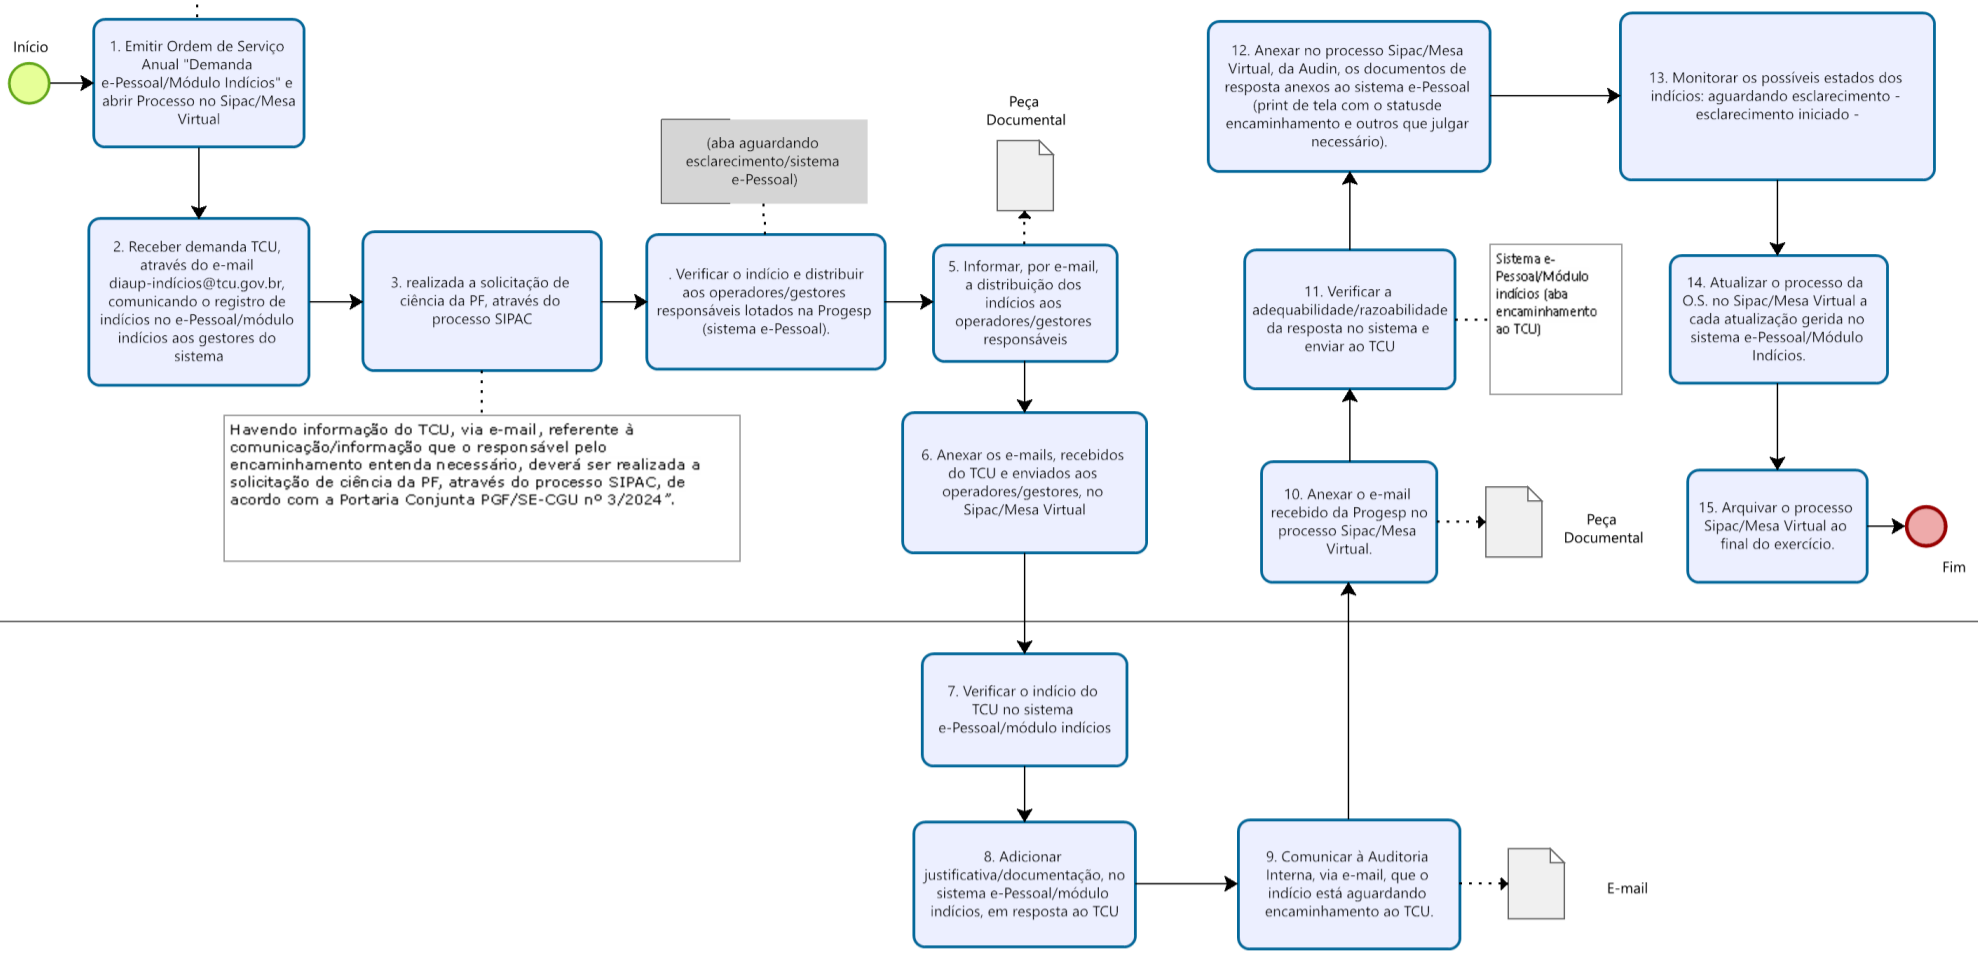 Início
1. Emitir Ordem de Serviço
Anual "Demanda
e-Pessoal/Módulo Indícios" e
abrir Processo no Sipac/Mesa
Virtual
2. Receber demanda TCU,
através do e-mail
diaup-indícios@tcu.gov.br,
comunicando o registro de
indícios no e-Pessoal/módulo
indícios aos gestores do
sistema
3. realizada a solicitação de
ciência da PF, através do
processo SIPAC
Havendo informação do TCU, via e-mail, referente à
comunicação/informação que o responsável pelo
encaminhamento entenda necessário, deverá ser realizada a
solicitação de ciência da PF, através do processo SIPAC, de
acordo com a Portaria Conjunta PGF/SE-CGU nº 3/2024”.
(aba aguardando
esclarecimento/sistema
e-Pessoal)
. Verificar o indício e distribuir
aos operadores/gestores
responsáveis lotados na Progesp
(sistema e-Pessoal).
Peça
Documental
5. Informar, por e-mail,
a distribuição dos
indícios aos
operadores/gestores
responsáveis
6. Anexar os e-mails, recebidos
do TCU e enviados aos
operadores/gestores, no
Sipac/Mesa Virtual
7. Verificar o indício do
TCU no sistema
e-Pessoal/módulo indícios
8. Adicionar
justificativa/documentação, no
sistema e-Pessoal/módulo
indícios, em resposta ao TCU
9. Comunicar à Auditoria
Interna, via e-mail, que o
indício está aguardando
encaminhamento ao TCU.
E-mail
10. Anexar o e-mail
recebido da Progesp no
processo Sipac/Mesa
Virtual.
Peça
Documental
11. Verificar a
adequabilidade/razoabilidade
da resposta no sistema e
enviar ao TCU
Sistema e-
Pessoal/Módulo
indícios (aba
encaminhamento
ao TCU)
12. Anexar no processo Sipac/Mesa
Virtual, da Audin, os documentos de
resposta anexos ao sistema e-Pessoal
(print de tela com o statusde
encaminhamento e outros que julgar
necessário).
13. Monitorar os possíveis estados dos
indícios: aguardando esclarecimento -
esclarecimento iniciado -
14. Atualizar o processo da
O.S. no Sipac/Mesa Virtual a
cada atualização gerida no
sistema e-Pessoal/Módulo
Indícios.
15. Arquivar o processo
Sipac/Mesa Virtual ao
final do exercício.
Fim